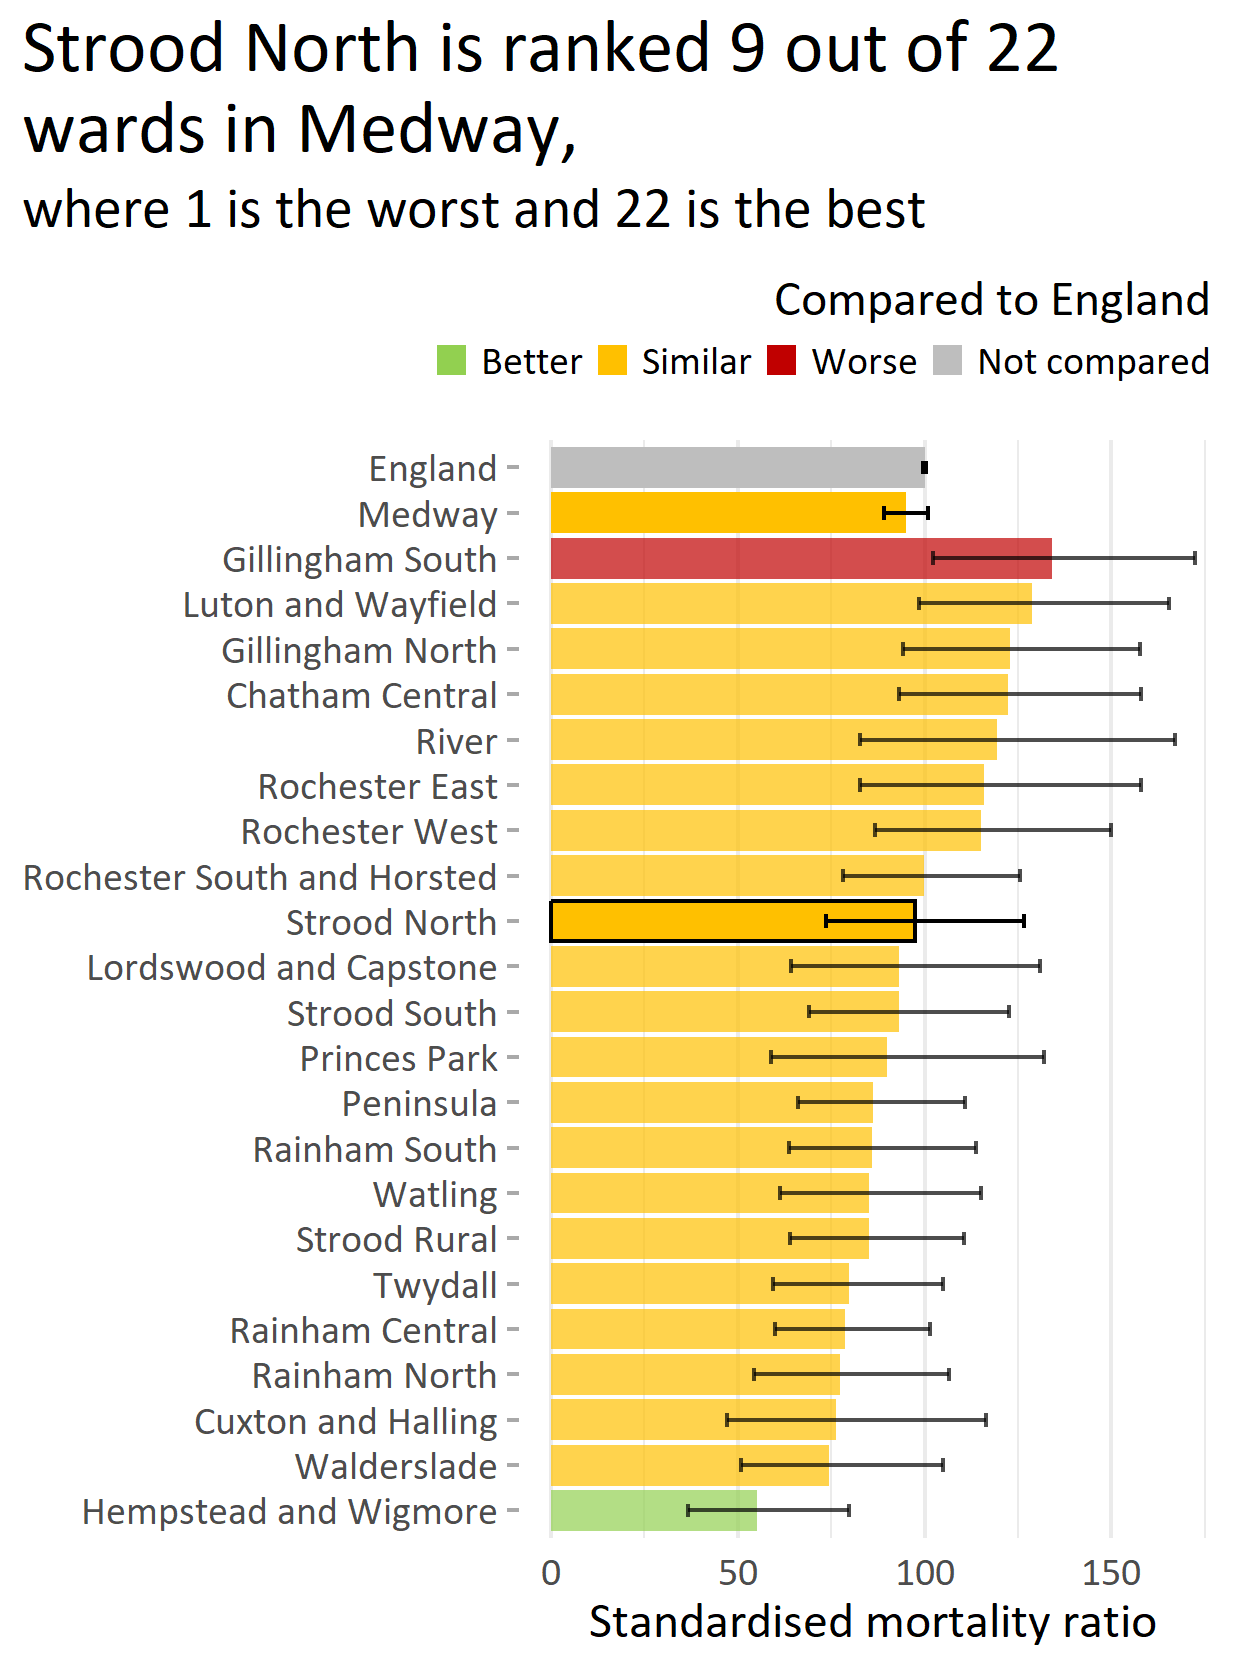 Strood North is ranked 9 out of 22
wards in Medway,
where 1 is the worst and 22 is the best
Compared to England
Better Similar Worse Not compared
England
Medway
Gillingham South
Luton and Wayfield
Gillingham North
Chatham Central
River
Rochester East
Rochester West
Rochester South and Horsted
Strood North
Lordswood and Capstone
Strood South
Princes Park
Peninsula
Rainham South
Watling
Strood Rural
Twydall
Rainham Central
Rainham North
Cuxton and Halling
Walderslade
Hempstead and Wigmore
0 50 100 150
Standardised mortality ratio